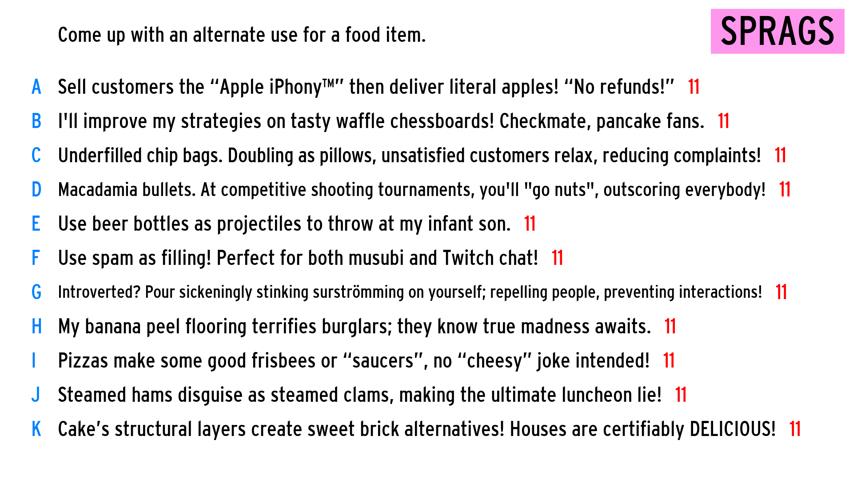 Come up with an alternate use for a food item.
SPRAGS
A Sell customers the “Apple iPhony™” then deliver literal apples! “No refunds!” 11
B I'll improve my strategies on tasty waffle chessboards! Checkmate, pancake fans. 11
C Underfilled chip bags. Doubling as pillows, unsatisfied customers relax, reducing complaints! 11
D Macadamia bullets. At competitive shooting tournaments, you'll "go nuts", outscoring everybody! 11
E Use beer bottles as projectiles to throw at my infant son. 11
F Use spam as filling! Perfect for both musubi and Twitch chat! 11
G Introverted? Pour sickeningly stinking surströmming on yourself; repelling people, preventing interactions! 11
H My banana peel flooring terrifies burglars; they know true madness awaits. 11
I Pizzas make some good frisbees or “saucers”, no “cheesy” joke intended! 11
J Steamed hams disguise as steamed clams, making the ultimate luncheon lie! 11
K Cake’s structural layers create sweet brick alternatives! Houses are certifiably DELICIOUS! 11